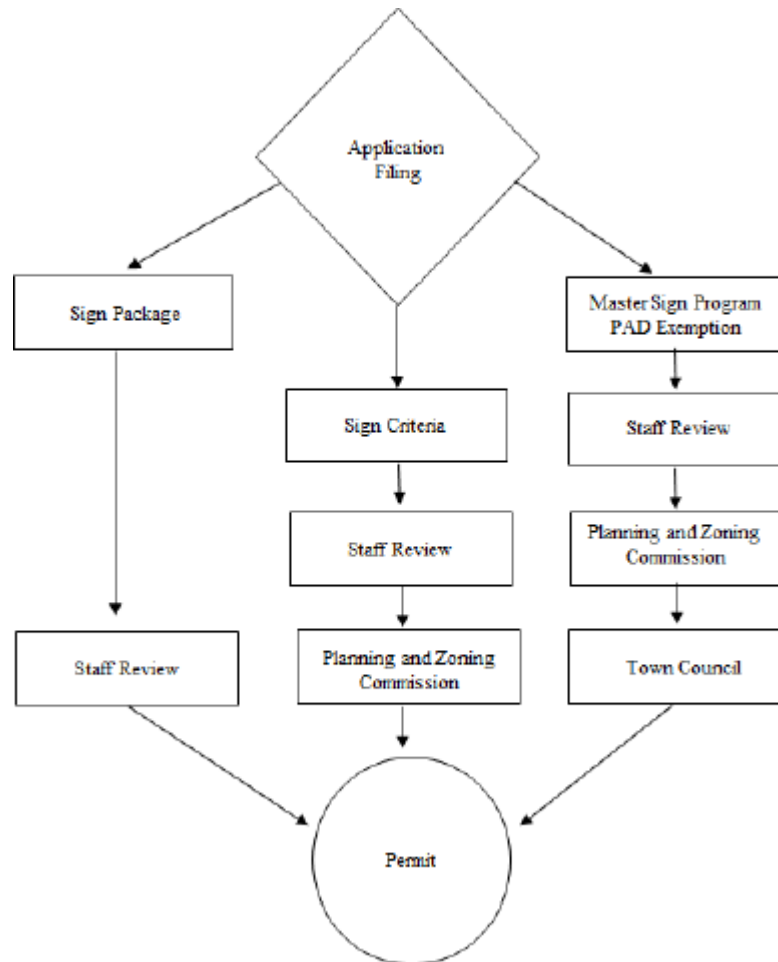 Application
Filing
Sign Package
Master Sign Program
PAD Exemption
Sign Criteria
Staff Review
Staff Review
Planning and Zoning
Commission
Staff Review
Planning and Zoning
Commission
Town Council
Permit